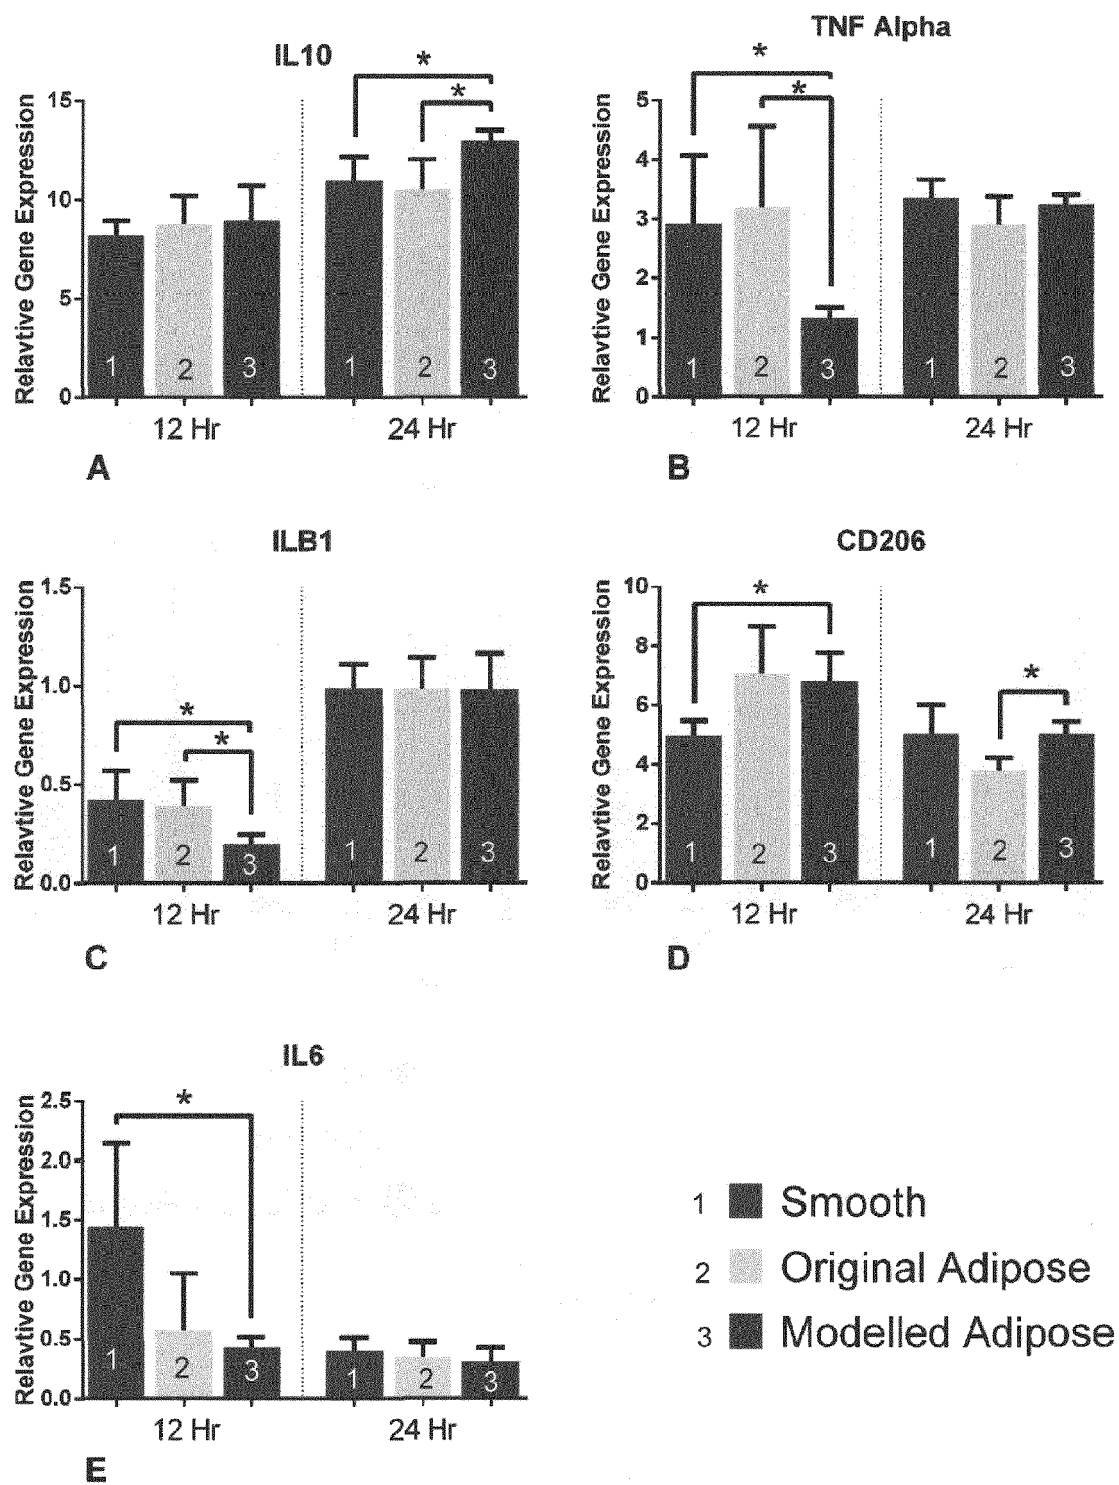 IL10
Relavtive Gene Expression
15
10
5
0
*
*
1
2
3
1
2
3
12 Hr
24 Hr
A
TNF Alpha
Relavtive Gene Expression
5
4
3
2
1
0
*
*
1
2
3
1
2
3
12 Hr
24 Hr
B
ILB1
Relavtive Gene Expression
1.5
1.0
0.5
0.0
*
*
1
2
3
1
2
3
12 Hr
24 Hr
C
CD206
Relavtive Gene Expression
10
8
6
4
2
0
*
*
1
2
3
1
2
3
12 Hr
24 Hr
D
IL6
Relavtive Gene Expression
2.5
2.0
1.5
1.0
0.5
0.0
*
1
2
3
1
2
3
12 Hr
24 Hr
E
1 Smooth
2 Original Adipose
3 Modelled Adipose